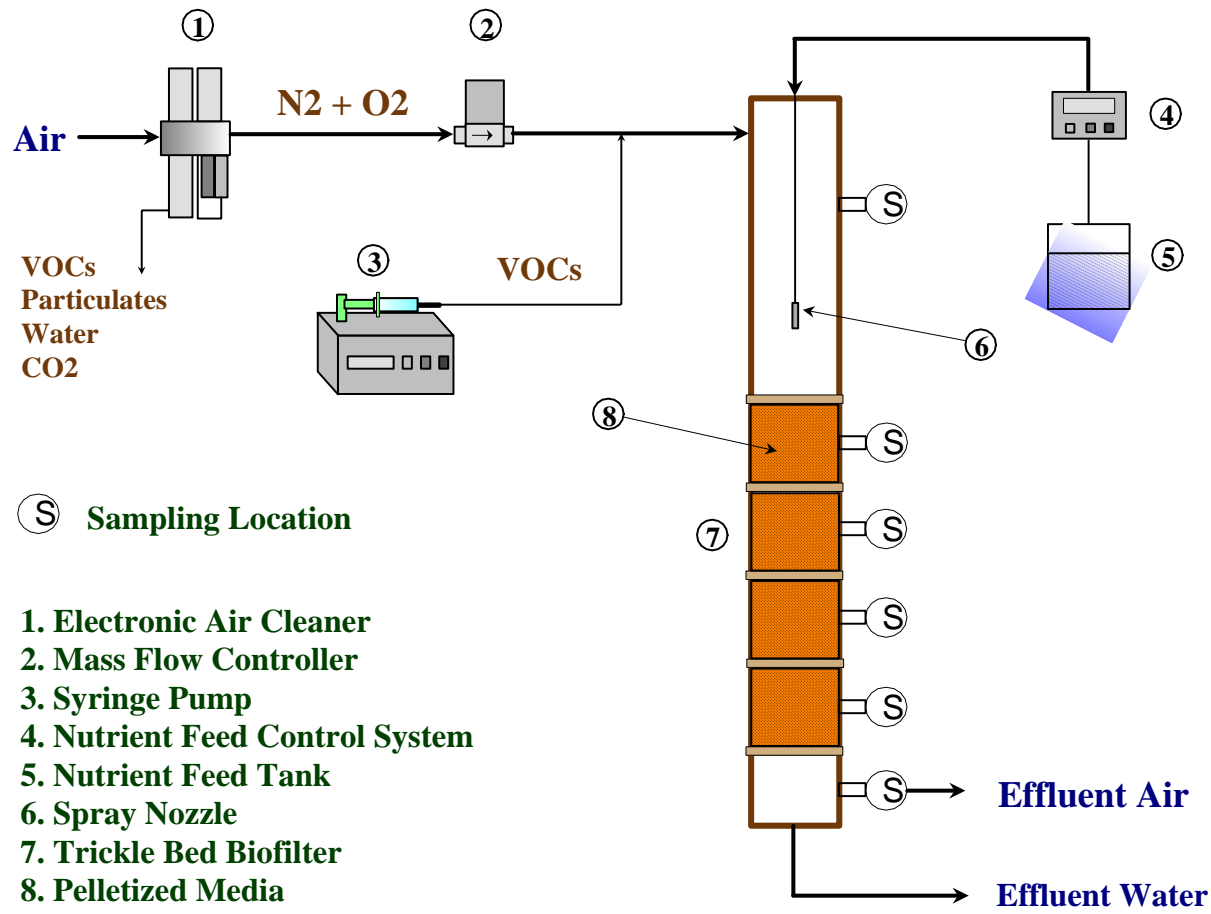 1
2
N2 + O2
Air
4
S
VOCs
Particulates
Water
CO2
3
VOCs
5
6
8
S
S Sampling Location
7
S
S
S
1. Electronic Air Cleaner
2. Mass Flow Controller
3. Syringe Pump
4. Nutrient Feed Control System
5. Nutrient Feed Tank
6. Spray Nozzle
7. Trickle Bed Biofilter
8. Pelletized Media
S
Effluent Air
Effluent Water